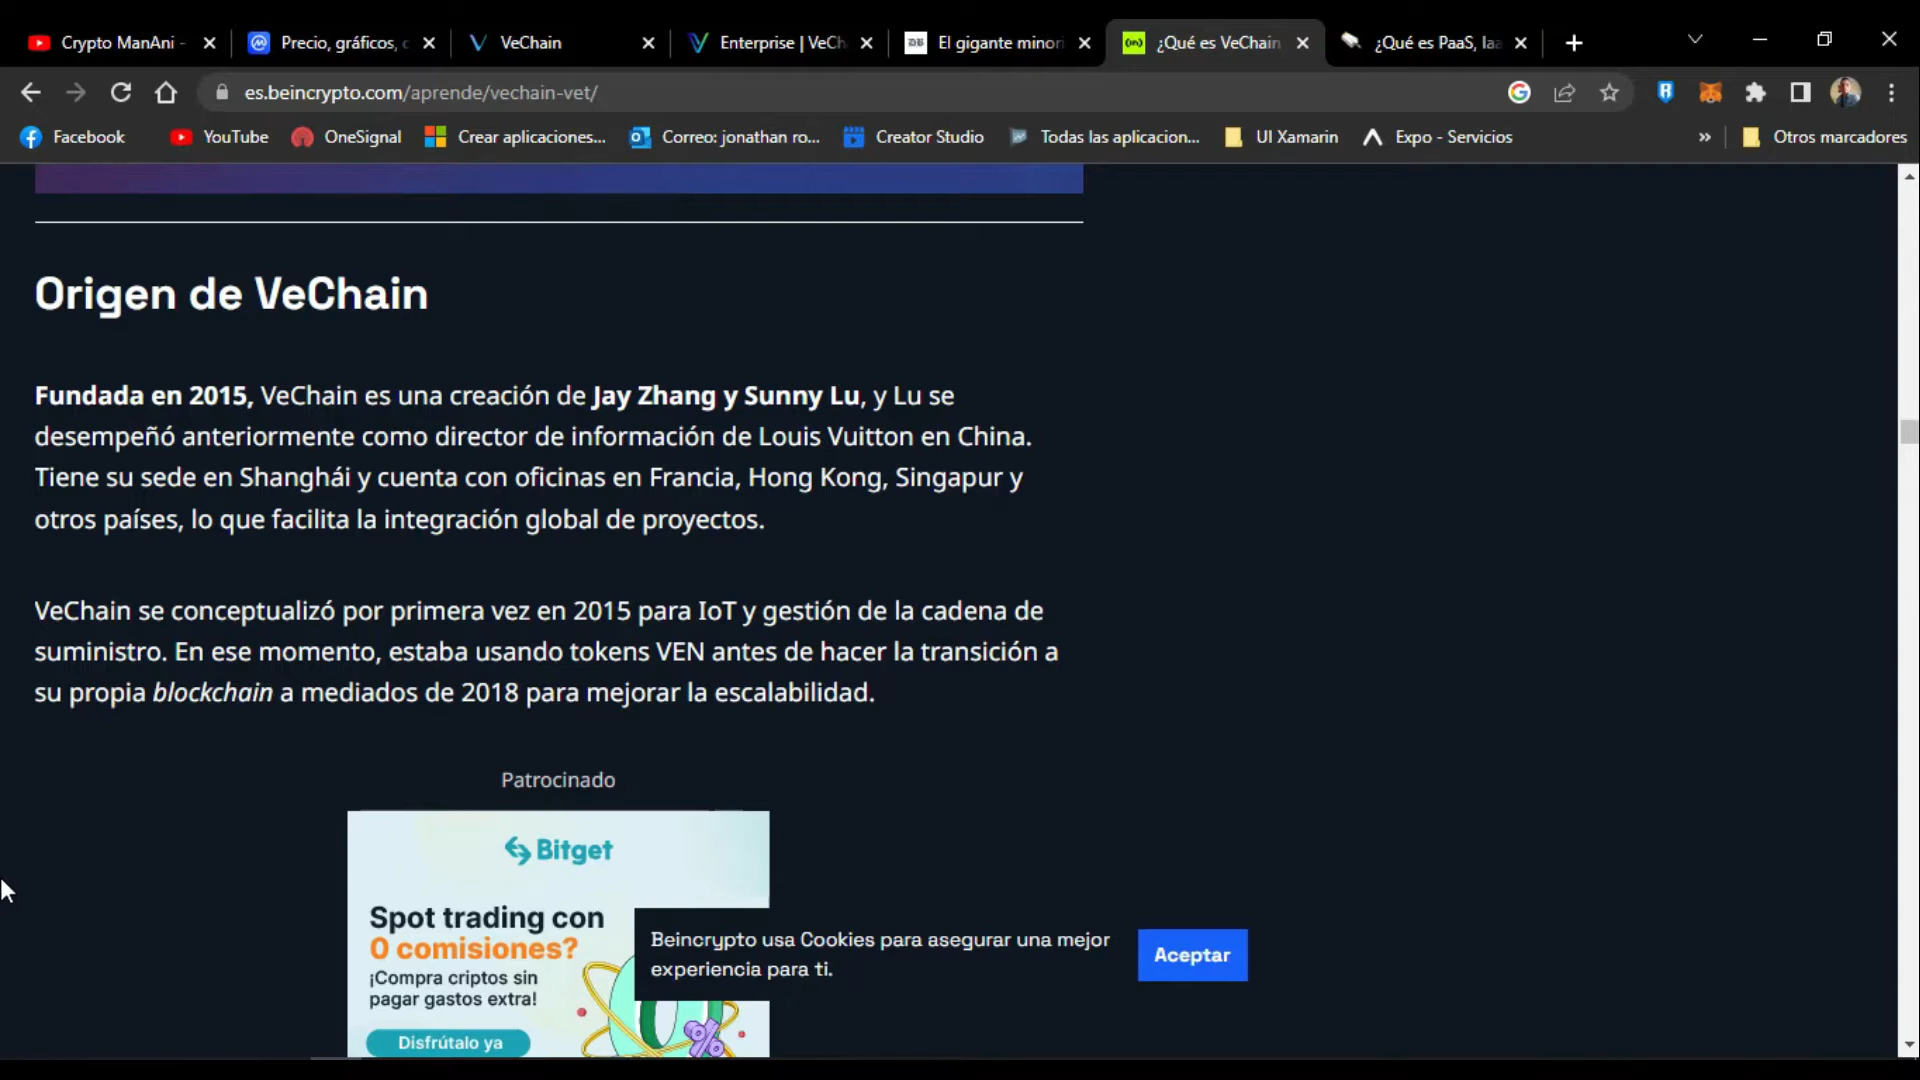 Crypto ManAni -
Precio, gráficos, c
VeChain
Enterprise | VeCh
El gigante minori
¿Qué es VeChain
¿Qué es PaaS, Iaa
es.beincrypto.com/aprende/vechain-vet/
Facebook
YouTube
OneSignal
Crear aplicaciones...
Correo: jonathan ro...
Creator Studio
Todas las aplicacion...
UI Xamarin
Expo - Servicios
»
Otros marcadores
Origen de VeChain
Fundada en 2015, VeChain es una creación de Jay Zhang y Sunny Lu, y Lu se
desempeñó anteriormente como director de información de Louis Vuitton en China.
Tiene su sede en Shanghái y cuenta con oficinas en Francia, Hong Kong, Singapur y
otros países, lo que facilita la integración global de proyectos.
VeChain se conceptualizó por primera vez en 2015 para IoT y gestión de la cadena de
suministro. En ese momento, estaba usando tokens VEN antes de hacer la transición a
su propia blockchain a mediados de 2018 para mejorar la escalabilidad.
Patrocinado
Bitget
Spot trading con
0 comisiones?
¡Compra criptos sin
pagar gastos extra!
Disfrútalo ya
Beincrypto usa Cookies para asegurar una mejor
experiencia para ti.
Aceptar